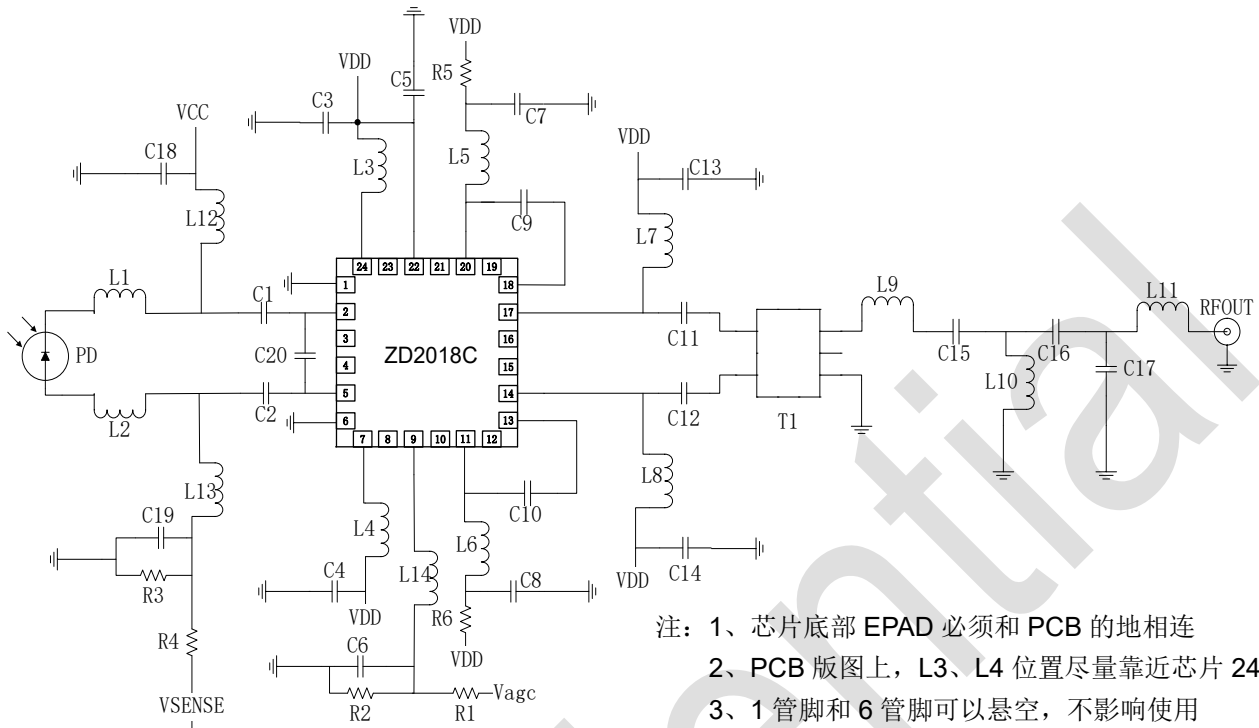 VDD
VDD
R5
C5
C3
C7
VCC
VDD
C18
L3
L5
C13
C9
L12
L7
24 23 22 21 20 19
L1
1
18
L9
L11
RFOUT
C1
2
17
C11
3
16
PD
C20
ZD2018C
C15
C16
C17
4
15
L10
5
14
C2
C12
T1
L2
6
13
7 8 9 10 11 12
L13
L8
C10
C19
L4
L6
L14
C4
C8
VDD
C14
R3
VDD
R6
R4
C6
VDD
VSENSE
R2
R1
Vagc
注：1、芯片底部 EPAD 必须和 PCB 的地相连
2、PCB 版图上，L3、L4 位置尽量靠近芯片 24
3、1 管脚和 6 管脚可以悬空，不影响使用